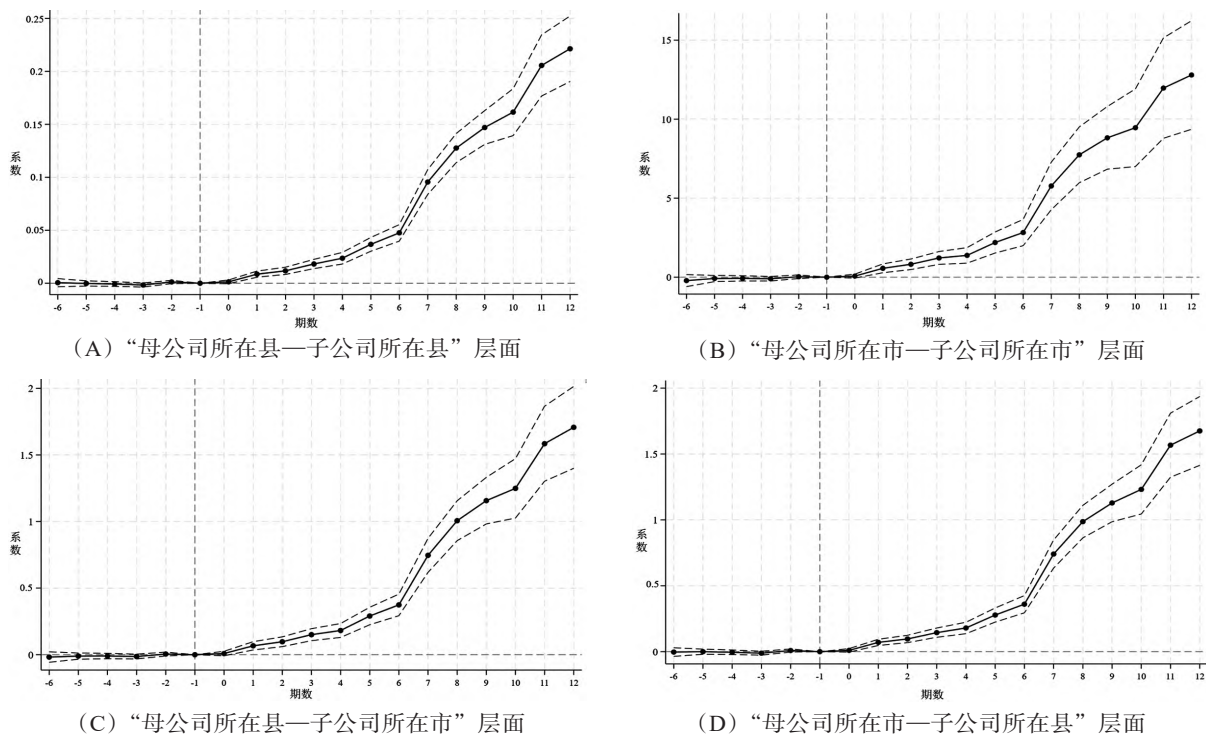 0.25
0.2
0.15
0.1
0.05
0
系数
-6 -5 -4 -3 -2 -1 0 1 2 3 4 5 6 7 8 9 10 11 12
期数
（A）“母公司所在县—子公司所在县”层面
15
10
5
0
系数
-6 -5 -4 -3 -2 -1 0 1 2 3 4 5 6 7 8 9 10 11 12
期数
（B）“母公司所在市—子公司所在市”层面
2
1.5
1
0.5
0
系数
-6 -5 -4 -3 -2 -1 0 1 2 3 4 5 6 7 8 9 10 11 12
期数
（C）“母公司所在县—子公司所在市”层面
2
1.5
1
0.5
0
系数
-6 -5 -4 -3 -2 -1 0 1 2 3 4 5 6 7 8 9 10 11 12
期数
（D）“母公司所在市—子公司所在县”层面